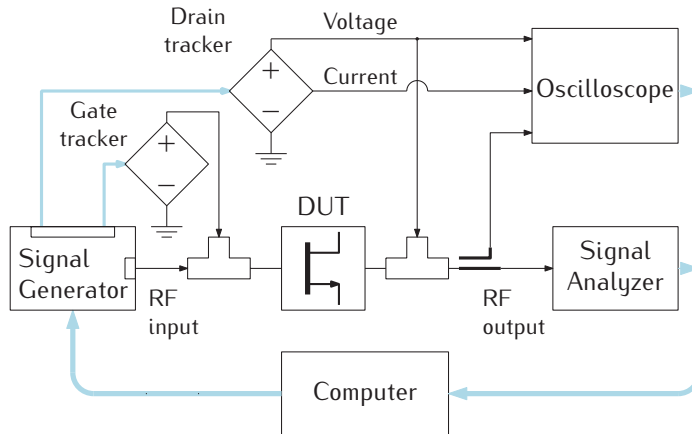 Drain
tracker
Voltage
Current
Oscilloscope
Gate
tracker
+
−
+
−
DUT
Signal
Generator
RF
input
RF
output
Signal
Analyzer
Computer